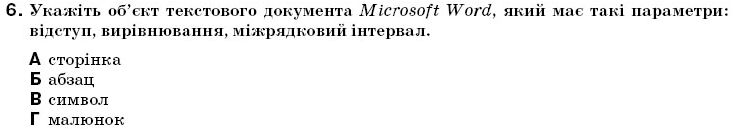 6. Укажіть об’єкт текстового документа Microsoft Word, який має такі параметри:
відступ, вирівнювання, міжрядковий інтервал.
А сторінка
Б абзац
В символ
Г малюнок